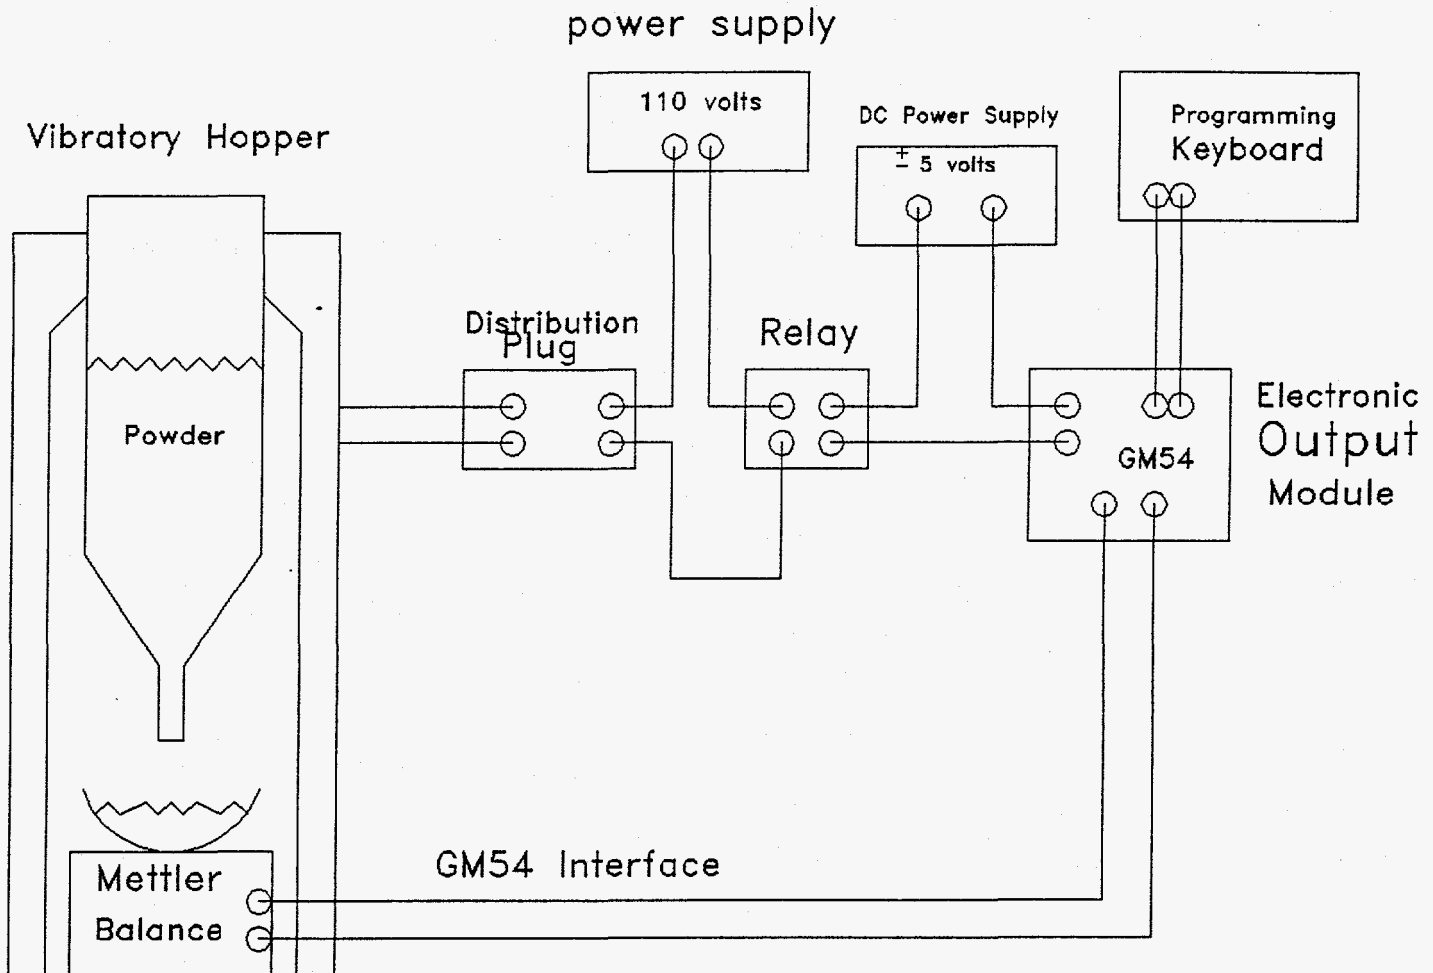 power supply
110 volts
DC Power Supply
± 5 volts
Programming
Keyboard
Vibratory Hopper
Distribution
Plug
Relay
Powder
Electronic
Output
Module
GM54
GM54 Interface
Mettler
Balance